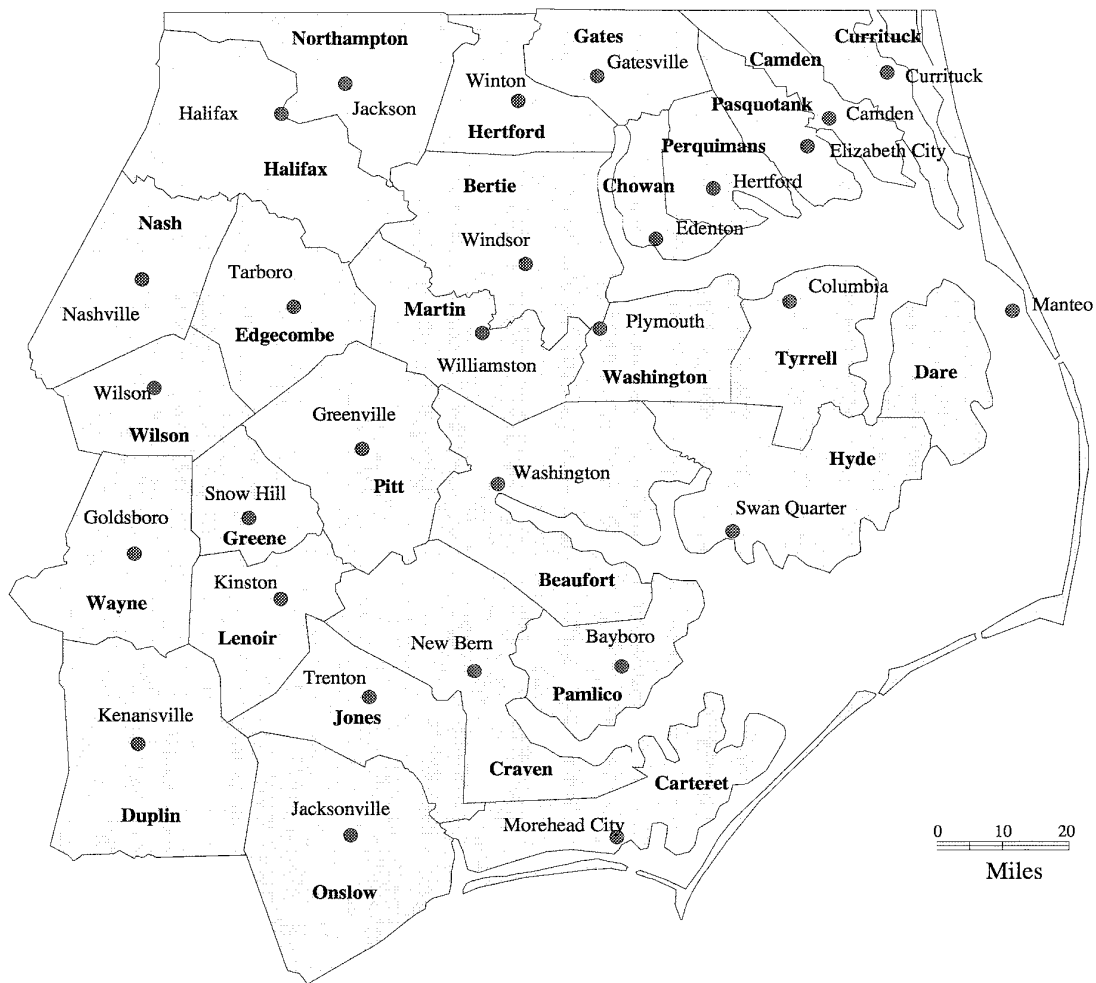 Northampton
Gates
Currituck
Camden
Gatesville
Currituck
Winton
Jackson
Halifax
Pasquotank
Camden
Hertford
Perquimans
Elizabeth City
Halifax
Bertie
Chowan
Hertford
Nash
Edenton
Windsor
Tarboro
Columbia
Manteo
Nashville
Martin
Plymouth
Edgecombe
Williamston
Tyrrell
Washington
Dare
Wilson
Greenville
Wilson
Hyde
Washington
Pitt
Snow Hill
Swan Quarter
Goldsboro
Greene
Beaufort
Kinston
Wayne
Lenoir
New Bern
Bayboro
Trenton
Pamlico
Kenansville
Jones
Craven
Carteret
Jacksonville
Duplin
Morehead City
0 10 20
Miles
Onslow